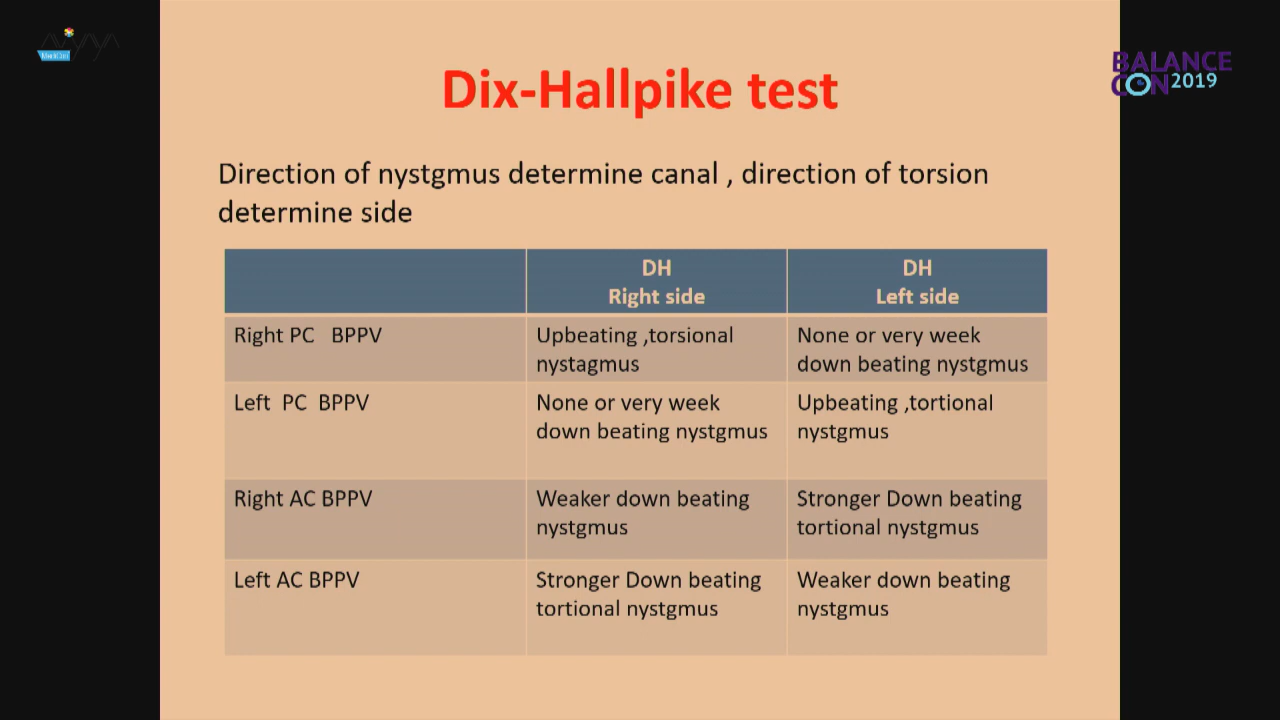 BALANCE
CON 2019
MediCon
Dix-Hallpike test
Direction of nystgmus determine canal , direction of torsion
determine side
DH
Right side
DH
Left side
Right PC BPPV
Upbeating ,torsional
nystagmus
None or very week
down beating nystgmus
Left PC BPPV
None or very week
down beating nystgmus
Upbeating ,tortional
nystgmus
Right AC BPPV
Weaker down beating
nystgmus
Stronger Down beating
tortional nystgmus
Left AC BPPV
Stronger Down beating
tortional nystgmus
Weaker down beating
nystgmus